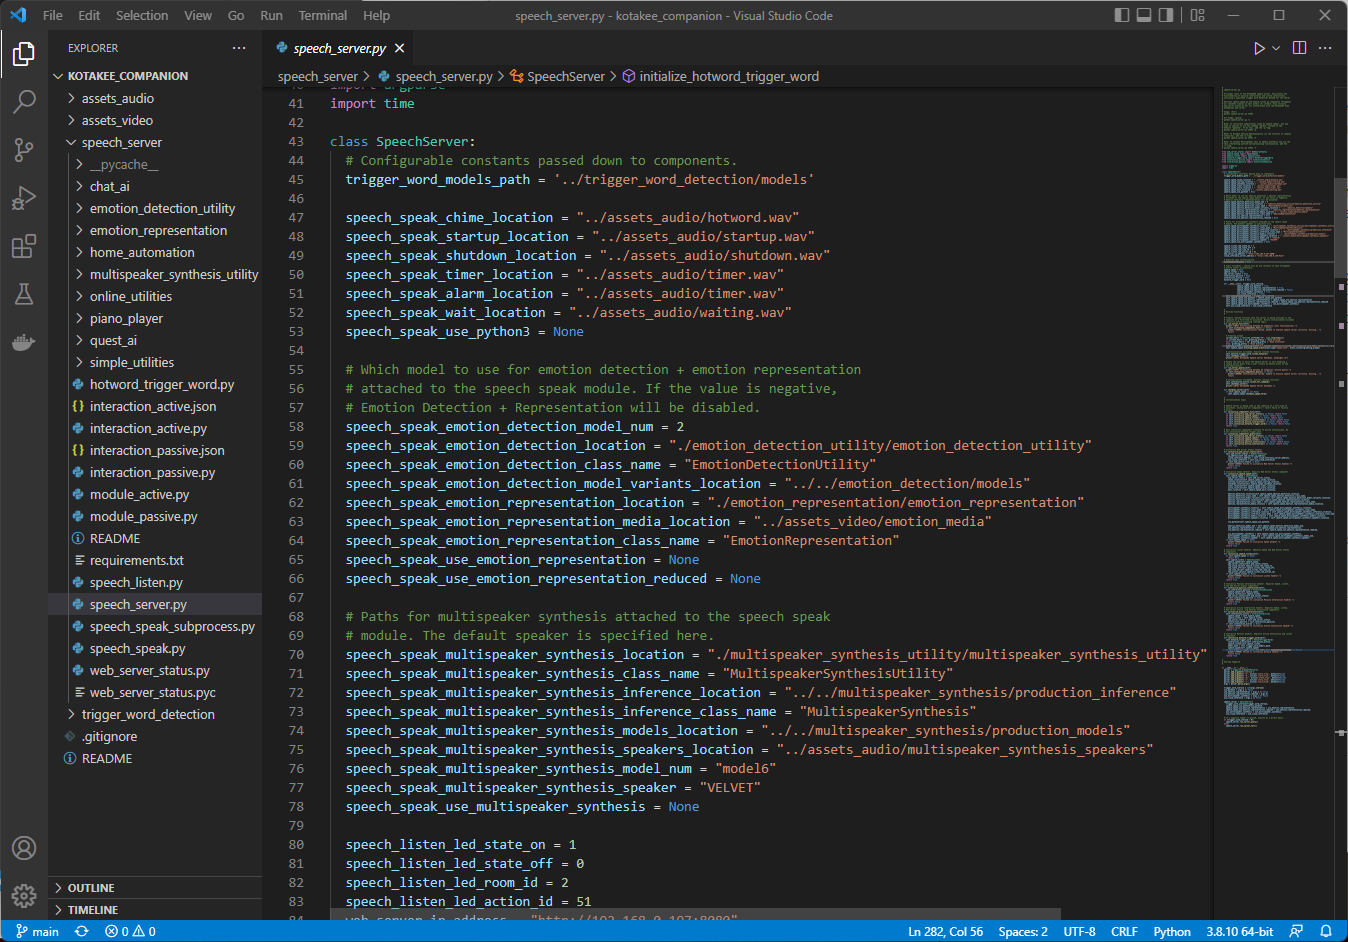 File Edit Selection View Go Run Terminal Help
speech_server.py - kotakee_companion - Visual Studio Code
EXPLORER
KOTAKEE_COMPANION
assets_audio
assets_video
speech_server
__pycache__
chat_ai
emotion_detection_utility
emotion_representation
home_automation
multispeaker_synthesis_utility
online_utilities
piano_player
quest_ai
simple_utilities
hotword_trigger_word.py
{} interaction_active.json
interaction_active.py
{} interaction_passive.json
interaction_passive.py
module_active.py
module_passive.py
README
requirements.txt
speech_listen.py
speech_server.py
speech_speak_subprocess.py
speech_speak.py
web_server_status.py
web_server_status.pyc
trigger_word_detection
.gitignore
README
OUTLINE
TIMELINE
speech_server.py
speech_server > speech_server.py > SpeechServer > initialize_hotword_trigger_word
40 import argparse
41 import time
42
43 class SpeechServer:
44 # Configurable constants passed down to components.
45 trigger_word_models_path = '../trigger_word_detection/models'
46
47 speech_speak_chime_location = "../assets_audio/hotword.wav"
48 speech_speak_startup_location = "../assets_audio/startup.wav"
49 speech_speak_shutdown_location = "../assets_audio/shutdown.wav"
50 speech_speak_timer_location = "../assets_audio/timer.wav"
51 speech_speak_alarm_location = "../assets_audio/timer.wav"
52 speech_speak_wait_location = "../assets_audio/waiting.wav"
53 speech_speak_use_python3 = None
54
55 # Which model to use for emotion detection + emotion representation
56 # attached to the speech speak module. If the value is negative,
57 # Emotion Detection + Representation will be disabled.
58 speech_speak_emotion_detection_model_num = 2
59 speech_speak_emotion_detection_location = "./emotion_detection_utility/emotion_detection_utility"
60 speech_speak_emotion_detection_class_name = "EmotionDetectionUtility"
61 speech_speak_emotion_detection_model_variants_location = "../../emotion_detection/models"
62 speech_speak_emotion_representation_location = "./emotion_representation/emotion_representation"
63 speech_speak_emotion_representation_media_location = "../assets_video/emotion_media"
64 speech_speak_emotion_representation_class_name = "EmotionRepresentation"
65 speech_speak_use_emotion_representation = None
66 speech_speak_use_emotion_representation_reduced = None
67
68 # Paths for multispeaker synthesis attached to the speech speak
69 # module. The default speaker is specified here.
70 speech_speak_multispeaker_synthesis_location = "./multispeaker_synthesis_utility/multispeaker_synthesis_utility"
71 speech_speak_multispeaker_synthesis_class_name = "MultispeakerSynthesisUtility"
72 speech_speak_multispeaker_synthesis_inference_location = "../../multispeaker_synthesis/production_inference"
73 speech_speak_multispeaker_synthesis_inference_class_name = "MultispeakerSynthesis"
74 speech_speak_multispeaker_synthesis_models_location = "../../multispeaker_synthesis/production_models"
75 speech_speak_multispeaker_synthesis_speakers_location = "../assets_audio/multispeaker_synthesis_speakers"
76 speech_speak_multispeaker_synthesis_model_num = "model6"
77 speech_speak_multispeaker_synthesis_speaker = "VELVET"
78 speech_speak_use_multispeaker_synthesis = None
79
80 speech_listen_led_state_on = 1
81 speech_listen_led_state_off = 0
82 speech_listen_led_room_id = 2
83 speech_listen_led_action_id = 51
84 web_server_ip_address = "http://192.168.0.197:8080"
main 0 0 Ln 282, Col 56 Spaces: 2 UTF-8 CRLF Python 3.8.10 64-bit